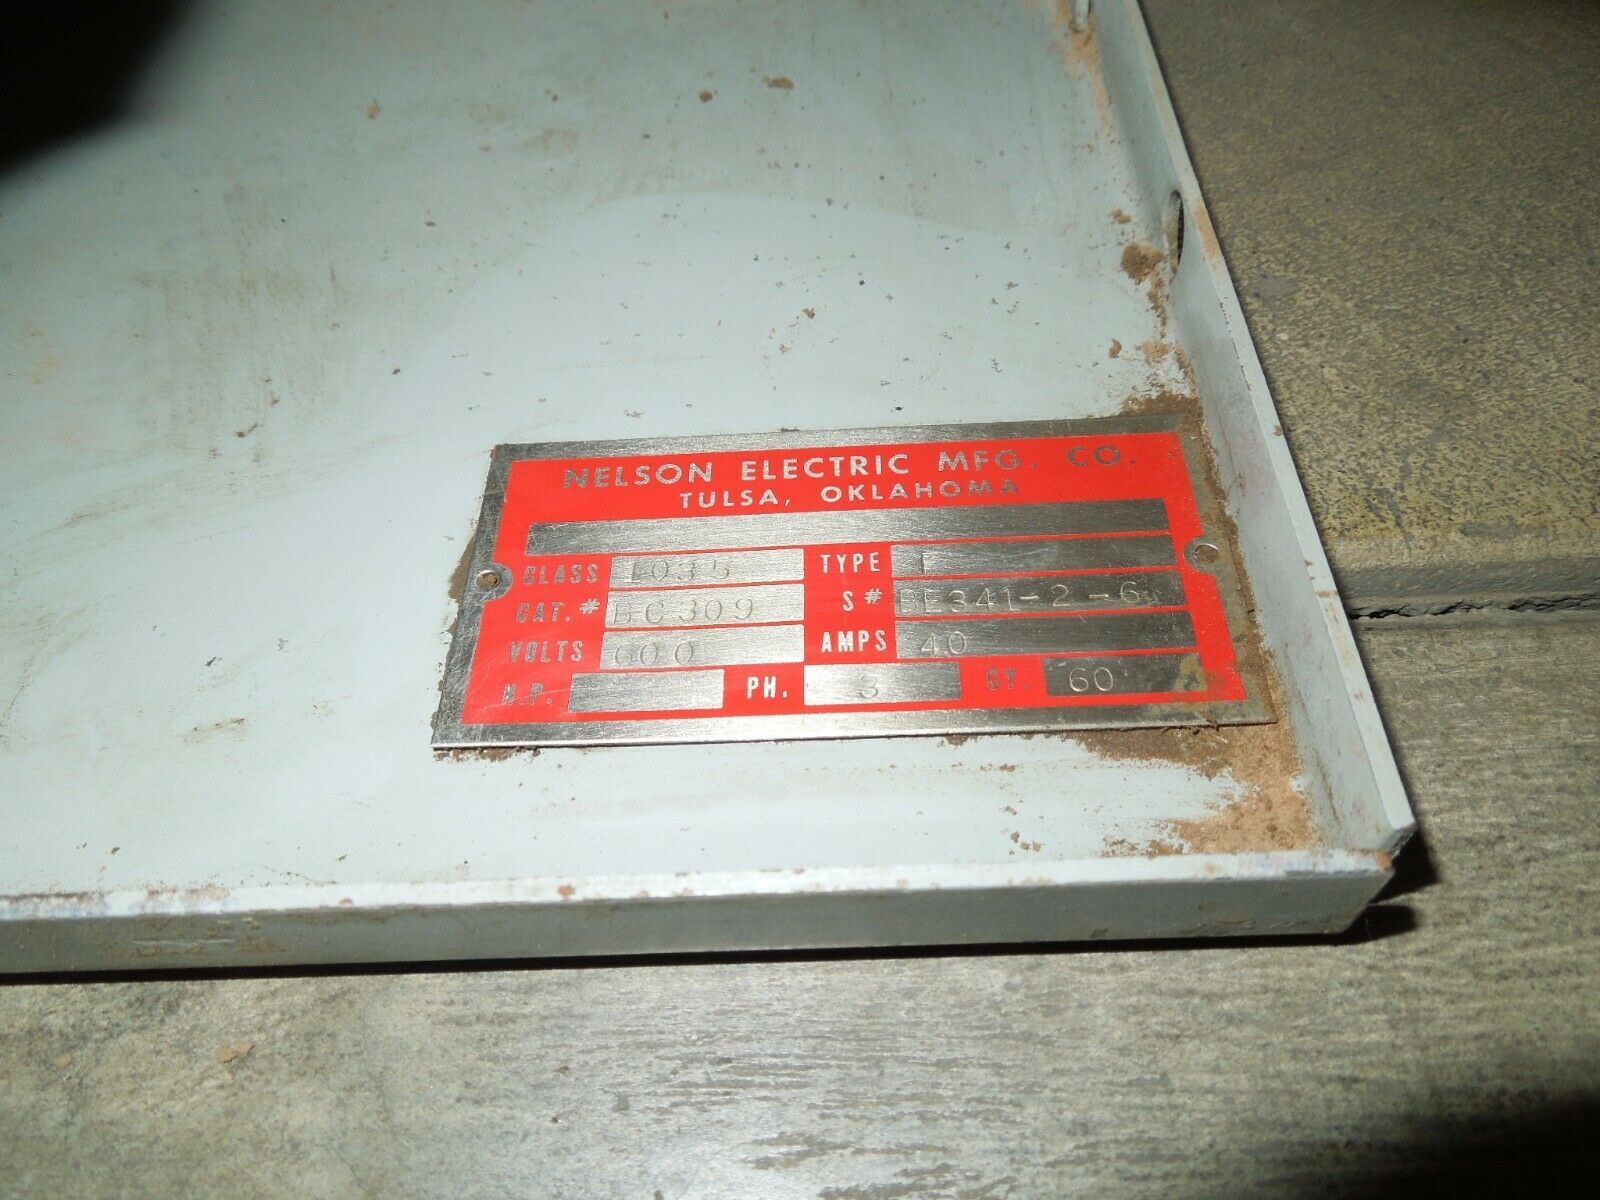 NELSON ELECTRIC MFG. CO.
TULSA, OKLAHOMA
CLASS 1035 TYPE 1
CAT.# BC309 S# BE341-2-6
VOLTS 600 AMPS 40
H.P. PH. 3 CY. 60